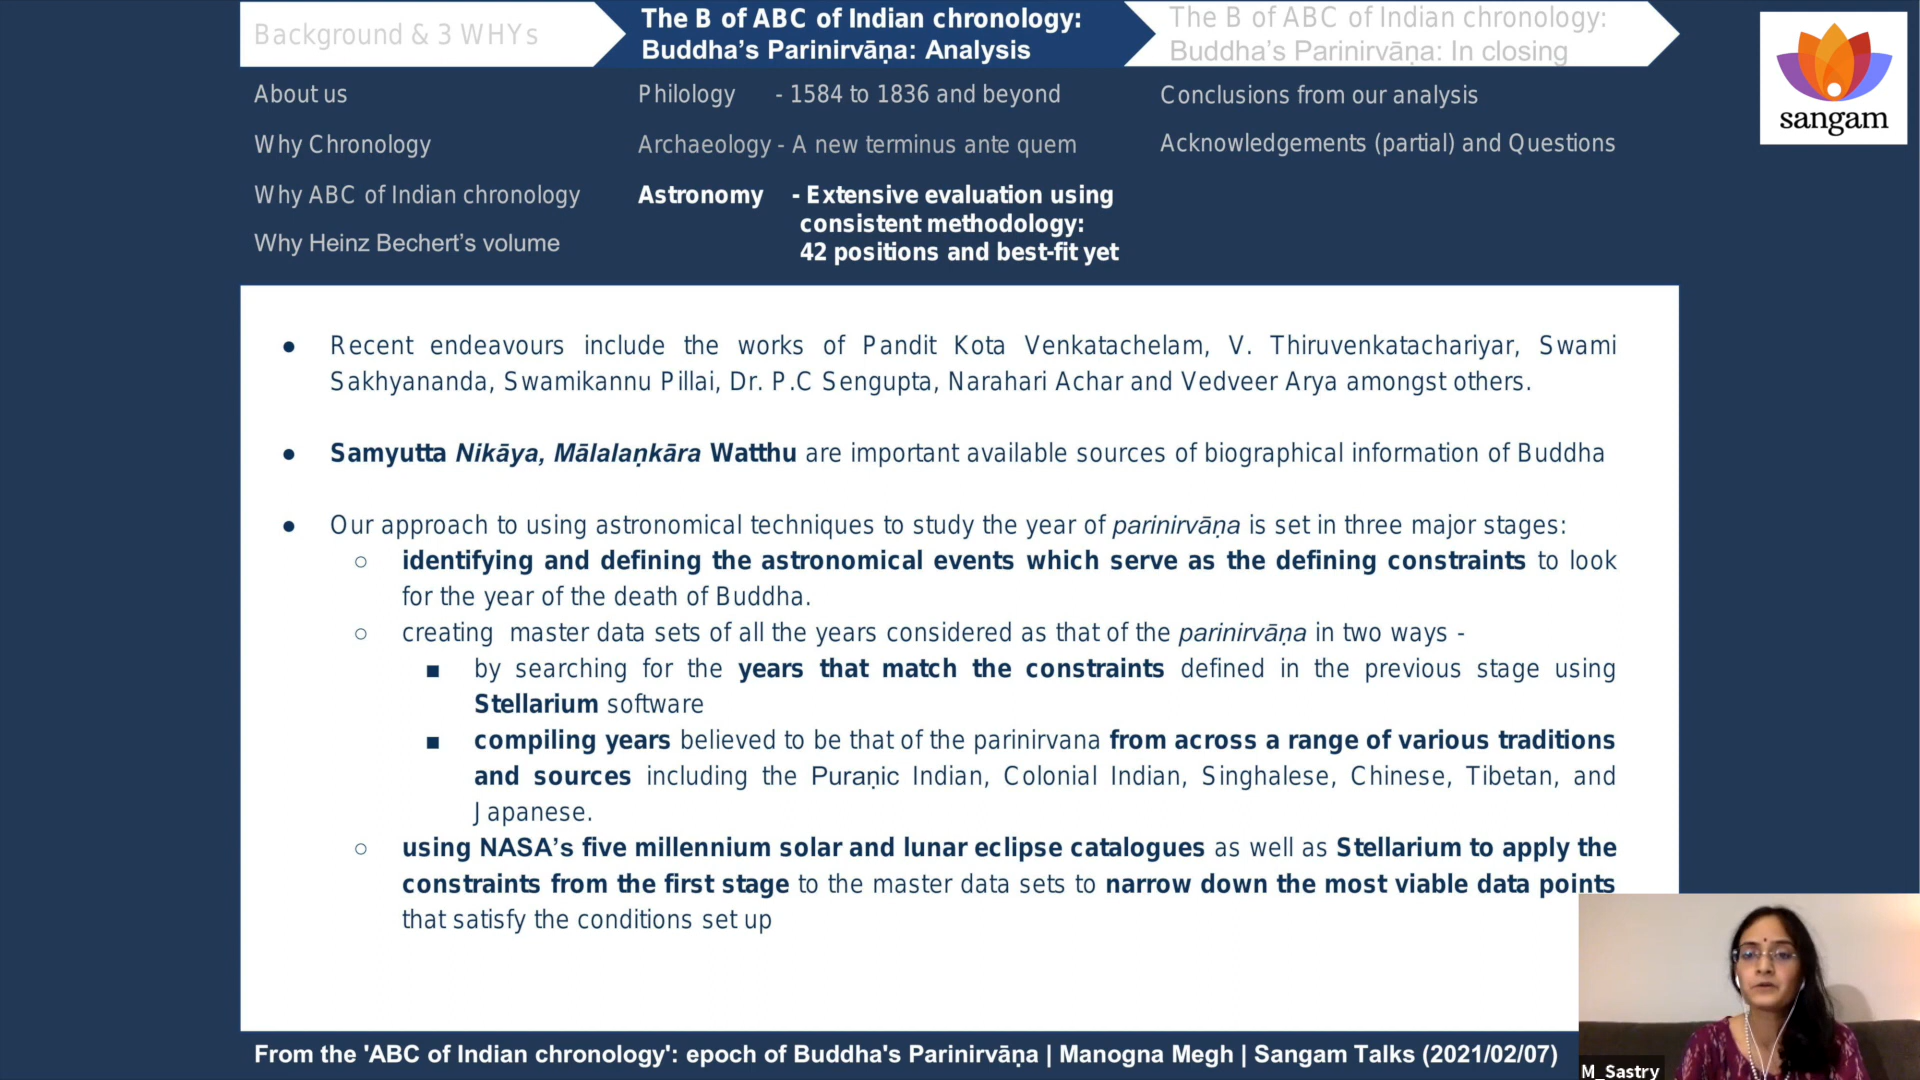 Background & 3 WHYs
The B of ABC of Indian chronology:
Buddha's Parinirvāṇa: Analysis
The B of ABC of Indian chronology:
Buddha's Parinirvāṇa: In closing
sangam
About us
Why Chronology
Why ABC of Indian chronology
Why Heinz Bechert's volume
Philology - 1584 to 1836 and beyond
Archaeology - A new terminus ante quem
Astronomy - Extensive evaluation using
consistent methodology:
42 positions and best-fit yet
Conclusions from our analysis
Acknowledgements (partial) and Questions
● Recent endeavours include the works of Pandit Kota Venkatachelam, V. Thiruvenkatachariyar, Swami
Sakhyananda, Swamikannu Pillai, Dr. P.C Sengupta, Narahari Achar and Vedveer Arya amongst others.
● Samyutta Nikāya, Mālalaṇkāra Watthu are important available sources of biographical information of Buddha
● Our approach to using astronomical techniques to study the year of parinirvāṇa is set in three major stages:
○ identifying and defining the astronomical events which serve as the defining constraints to look
for the year of the death of Buddha.
○ creating master data sets of all the years considered as that of the parinirvāṇa in two ways -
■ by searching for the years that match the constraints defined in the previous stage using
Stellarium software
■ compiling years believed to be that of the parinirvana from across a range of various traditions
and sources including the Puraṇic Indian, Colonial Indian, Singhalese, Chinese, Tibetan, and
Japanese.
○ using NASA's five millennium solar and lunar eclipse catalogues as well as Stellarium to apply the
constraints from the first stage to the master data sets to narrow down the most viable data points
that satisfy the conditions set up
From the 'ABC of Indian chronology': epoch of Buddha's Parinirvāṇa | Manogna Megh | Sangam Talks (2021/02/07)
M_Sastry